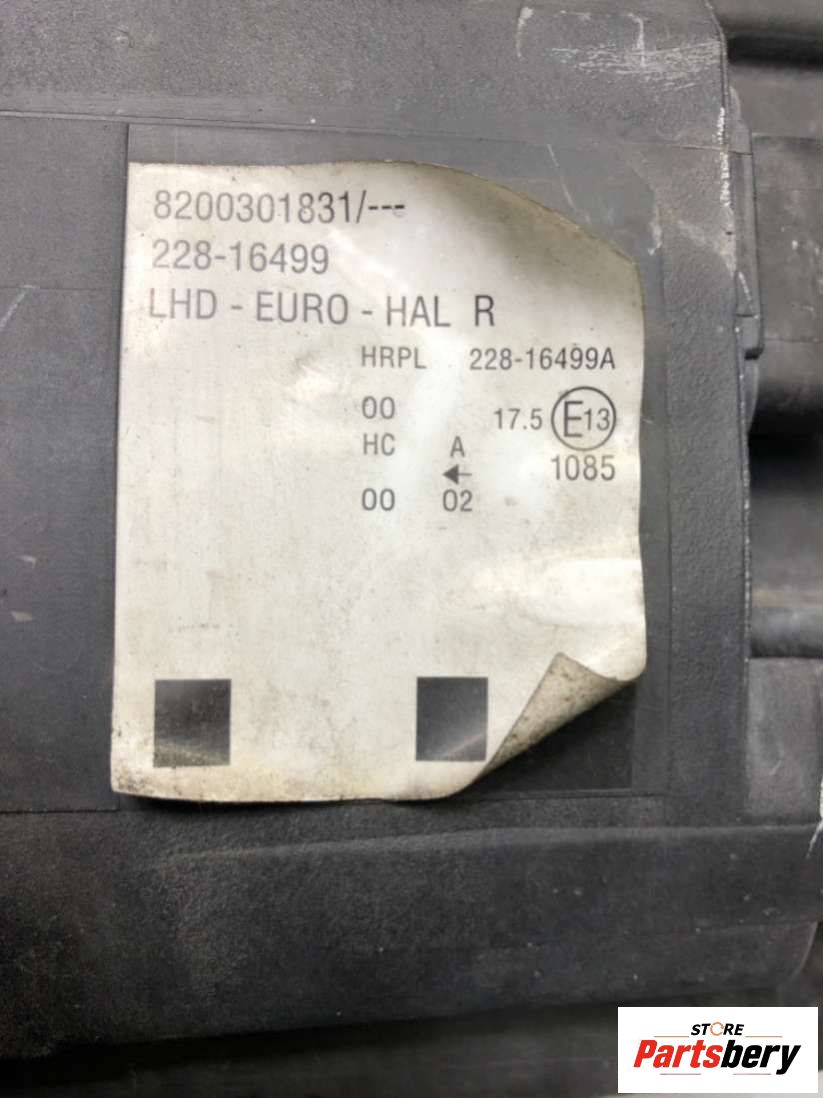 8200301831/---
228-16499
LHD - EURO - HAL R
HRPL 228-16499A
00 17.5 E13
HC A 1085
←
00 02
STORE
Partsbery